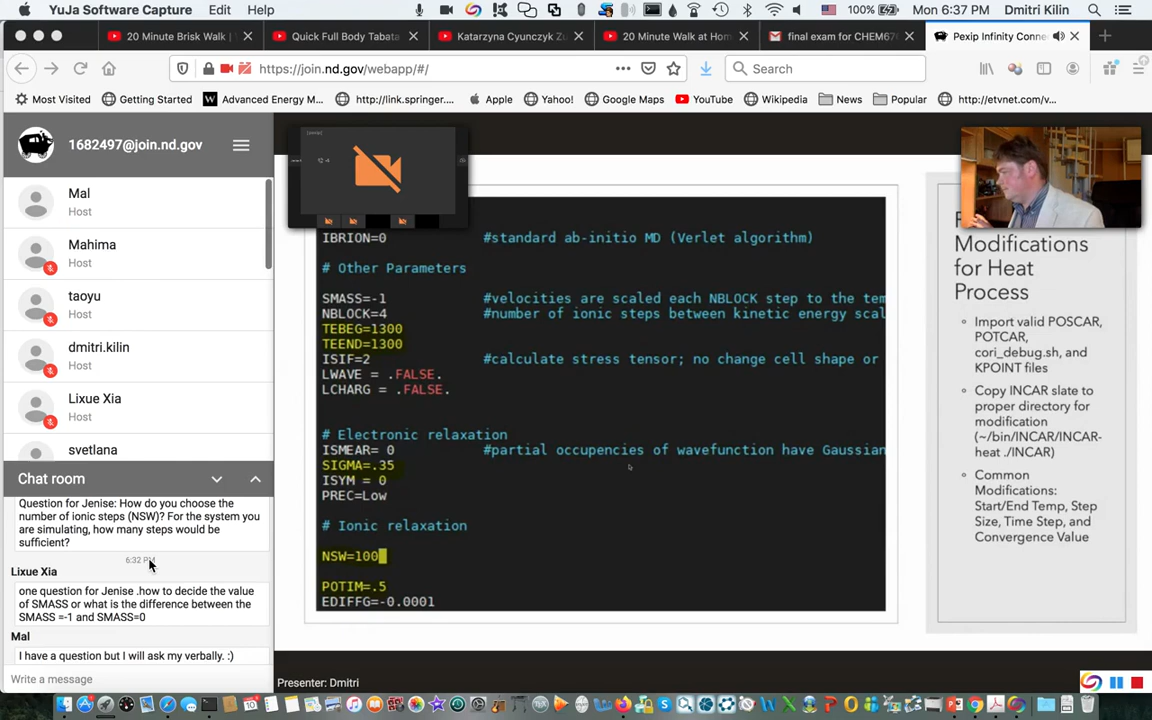 YuJa Software Capture Edit Help
100% Mon 6:37 PM Dmitri Kilin
20 Minute Brisk Walk |
Quick Full Body Tabata
Katarzyna Cyunczyk Zu
20 Minute Walk at Hom
final exam for CHEM67
Pexip Infinity Conne
https://join.nd.gov/webapp/#/
Search
Most Visited
Getting Started
Advanced Energy M...
http://link.springer....
Apple
Yahoo!
Google Maps
YouTube
Wikipedia
News
Popular
http://etvnet.com/v...
1682497@join.nd.gov
Mal
Host
Mahima
Host
taoyu
Host
dmitri.kilin
Host
Lixue Xia
Host
svetlana
Chat room
Question for Jenise: How do you choose the
number of ionic steps (NSW)? For the system you
are simulating, how many steps would be
sufficient?
6:32 PM
Lixue Xia
one question for Jenise .how to decide the value
of SMASS or what is the difference between the
SMASS =-1 and SMASS=0
Mal
I have a question but I will ask my verbally. :)
Write a message
IBRION=0 #standard ab-initio MD (Verlet algorithm)
# Other Parameters
SMASS=-1 #velocities are scaled each NBLOCK step to the tem
NBLOCK=4 #number of ionic steps between kinetic energy scal
TEBEG=1300
TEEND=1300
ISIF=2 #calculate stress tensor; no change cell shape or
LWAVE = .FALSE.
LCHARG = .FALSE.
# Electronic relaxation
ISMEAR= 0 #partial occupencies of wavefunction have Gaussian
SIGMA=.35
ISYM = 0
PREC=Low
# Ionic relaxation
NSW=100
POTIM=.5
EDIFFG=-0.0001
Modifications
for Heat
Process
Import valid POSCAR,
POTCAR,
cori_debug.sh, and
KPOINT files
Copy INCAR slate to
proper directory for
modification
(~/bin/INCAR/INCAR-
heat ./INCAR)
Common
Modifications:
Start/End Temp, Step
Size, Time Step, and
Convergence Value
Presenter: Dmitri